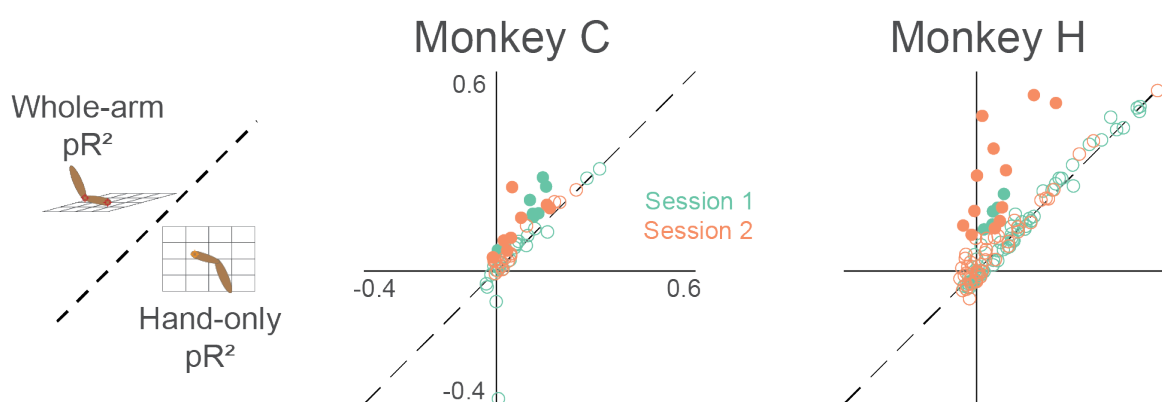 Monkey C
Monkey H
Whole-arm
pR²
Hand-only
pR²
0.6
Session 1
Session 2
-0.4
0.6
-0.4